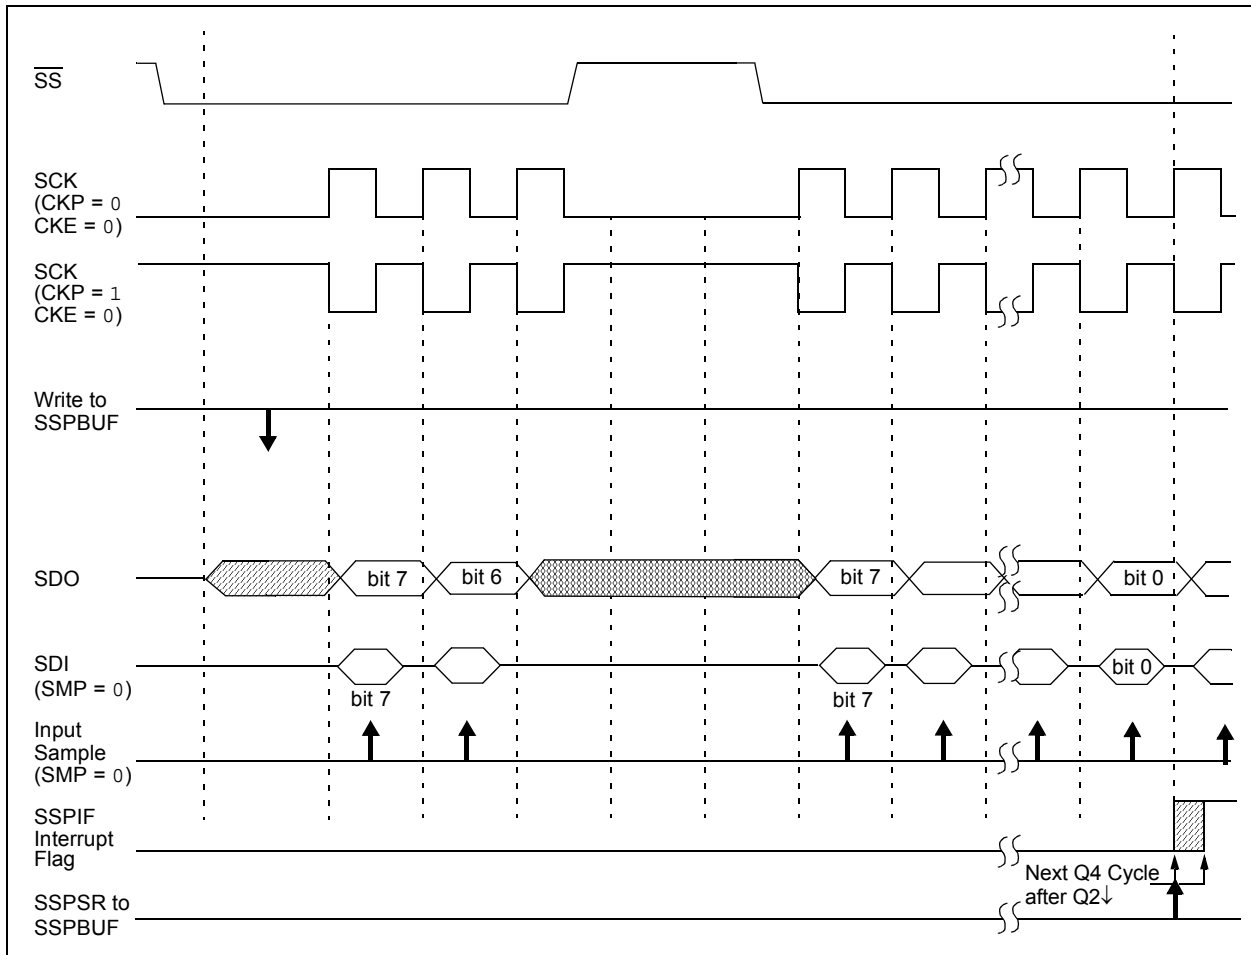 SS
SCK
(CKP = 0
CKE = 0)
SCK
(CKP = 1
CKE = 0)
Write to
SSPBUF
SDO
bit 7
bit 6
bit 7
bit 0
SDI
(SMP = 0)
bit 7
bit 7
bit 0
Input
Sample
(SMP = 0)
SSPIF
Interrupt
Flag
Next Q4 Cycle
after Q2↓
SSPSR to
SSPBUF